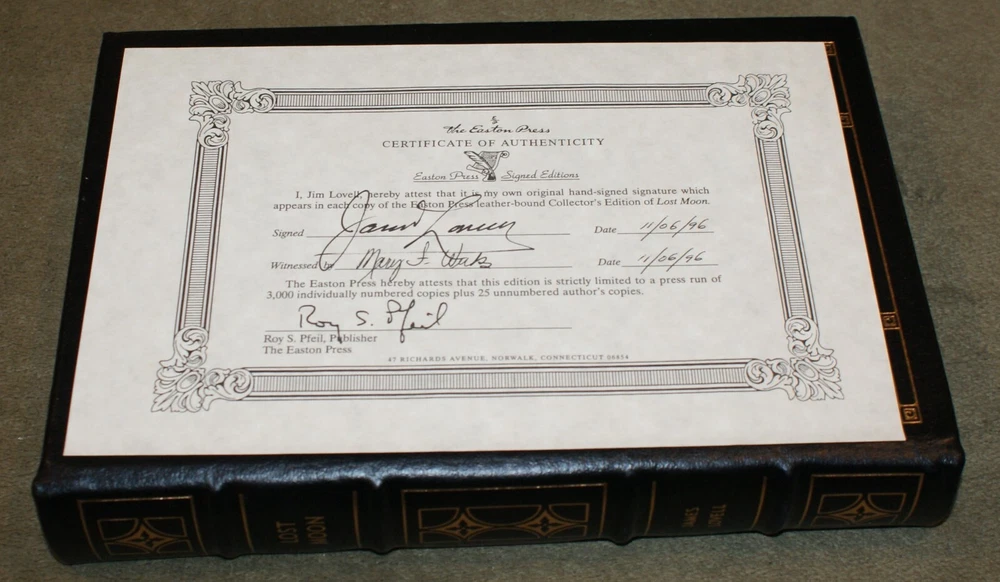 The Easton Press
CERTIFICATE OF AUTHENTICITY
Easton Press Signed Editions
I, Jim Lovell, hereby attest that it is my own original hand-signed signature which
appears in each copy of the Easton Press leather-bound Collector's Edition of Lost Moon.
Signed Date 11/06/96
Witnessed by Mary F. Date 11/06/96
The Easton Press hereby attests that this edition is strictly limited to a press run of
3,000 individually numbered copies plus 25 unnumbered author's copies.
Roy S. Pfeil
Roy S. Pfeil, Publisher
The Easton Press
47 RICHARDS AVENUE, NORWALK, CONNECTICUT 06854
LOST
MOON
JAMES
LOVELL